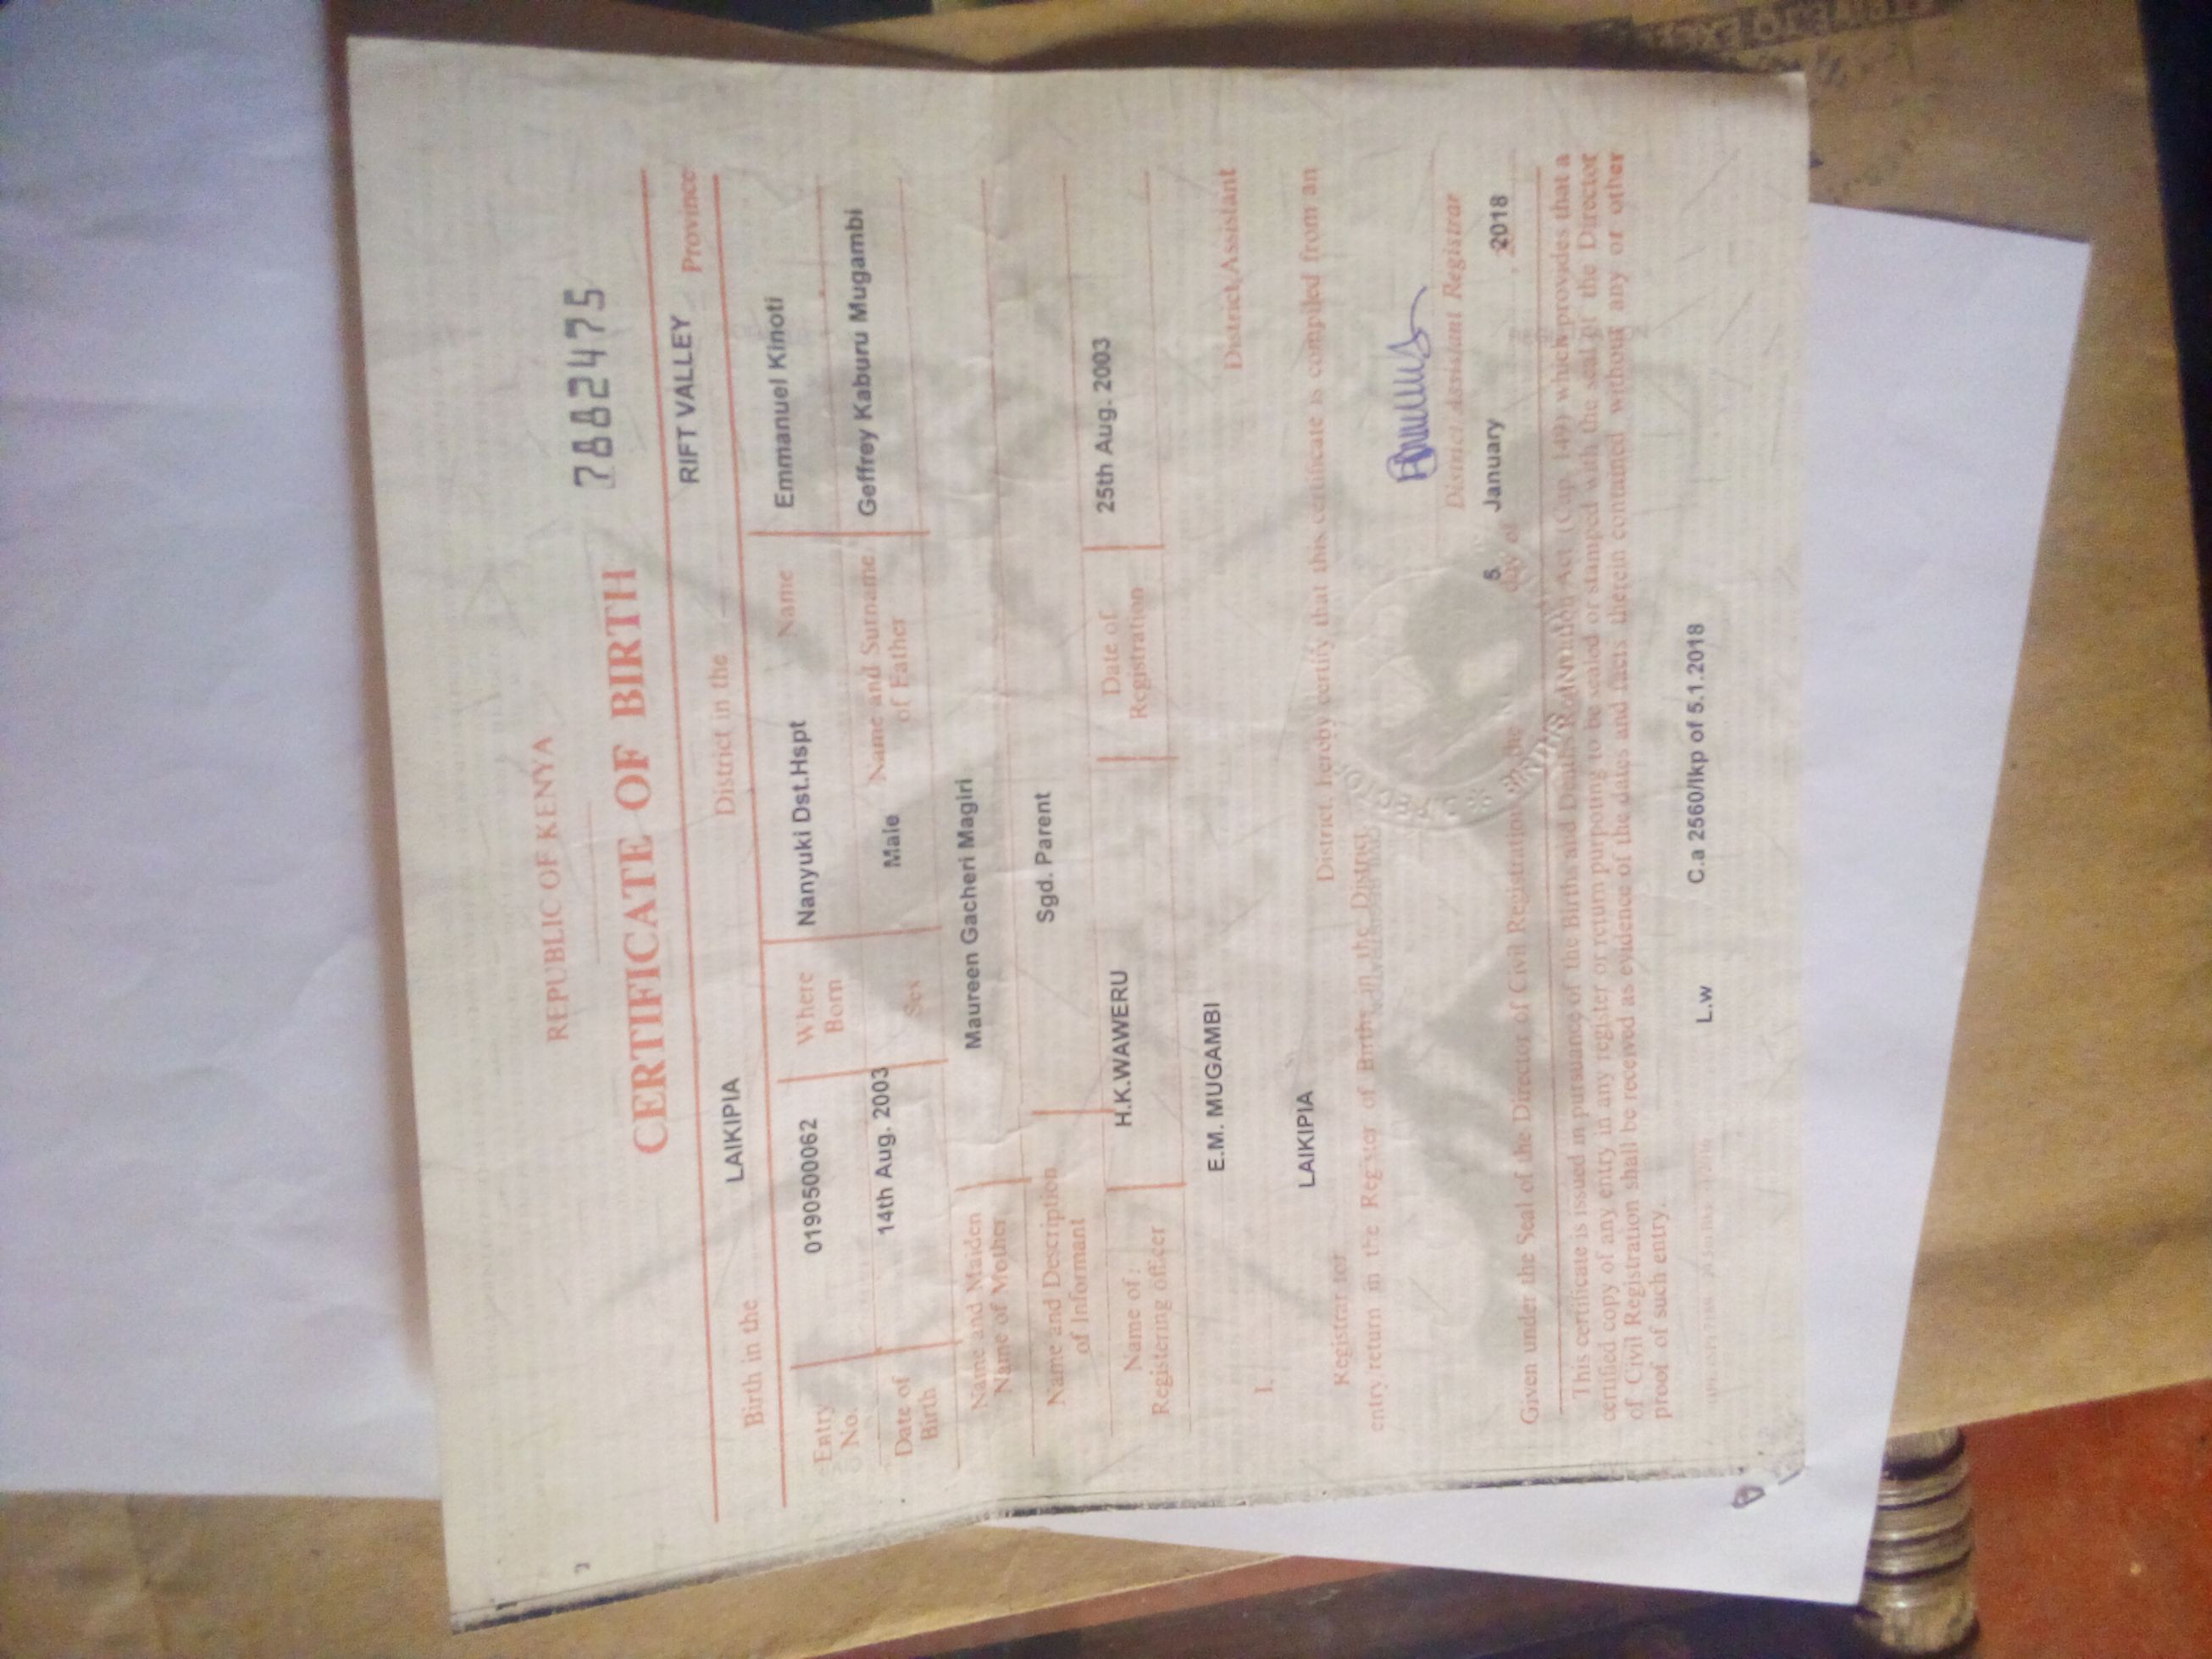 REPUBLIC OF KENYA
CERTIFICATE OF BIRTH 7882475
Birth in the LAIKIPIA District in the RIFT VALLEY Province
Entry No. 0190500062 Where Born Nanyuki Dst.Hspt Name Emmanuel Kinoti
Date of Birth 14th Aug. 2003 Sex Male Name and Surname of Father Geffrey Kaburu Mugambi
Name and Maiden Name of Mother Maureen Gacheri Magiri
Name and Description of Informant Sgd. Parent
Name of Registering officer H.K.WAWERU Date of Registration 25th Aug. 2003
I, E.M. MUGAMBI District Assistant
Registrar for LAIKIPIA District, hereby certify that this certificate is compiled from an
entry return in the Register of Births in the District.
District Assistant Registrar
Given under the Seal of the Director of Civil Registration on the 5 day of January 2018
This certificate is issued in pursuance of the Births and Deaths Registration Act (Cap. 149) which provides that a
certified copy of any entry in any register or return purpoting to be sealed or stamped with the seal of the Director
of Civil Registration shall be received as evidence of the dates and facts therein contained without any or other
proof of such entry.
L.w C.a 2560/lkp of 5.1.2018